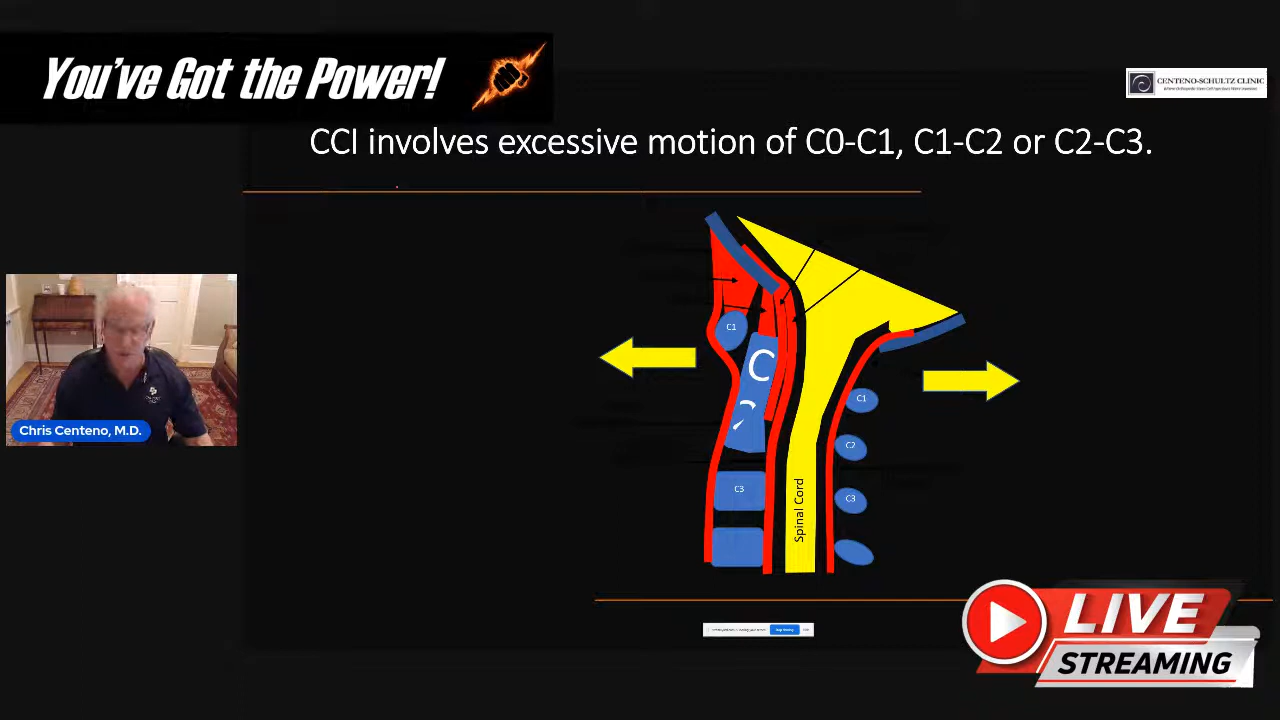 You've Got the Power!
CENTENO-SCHULTZ CLINIC
CCI involves excessive motion of C0-C1, C1-C2 or C2-C3.
C1
C
C1
C2
C3
C3
Spinal Cord
Chris Centeno, M.D.
LIVE
STREAMING